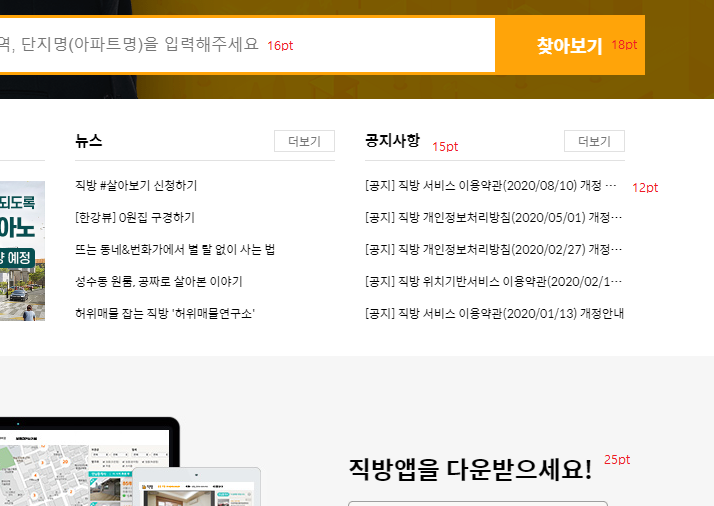 역, 단지명(아파트명)을 입력해주세요 16pt
찾아보기 18pt
뉴스 더보기
직방 #살아보기 신청하기
[한강뷰] 0원집 구경하기
뜨는 동네&번화가에서 별 탈 없이 사는 법
성수동 원룸, 공짜로 살아본 이야기
허위매물 잡는 직방 '허위매물연구소'
공지사항 15pt 더보기
[공지] 직방 서비스 이용약관(2020/08/10) 개정 ··· 12pt
[공지] 직방 개인정보처리방침(2020/05/01) 개정···
[공지] 직방 개인정보처리방침(2020/02/27) 개정···
[공지] 직방 위치기반서비스 이용약관(2020/02/1···
[공지] 직방 서비스 이용약관(2020/01/13) 개정안내
되도록
아노
예정
직방앱을 다운받으세요! 25pt
직방